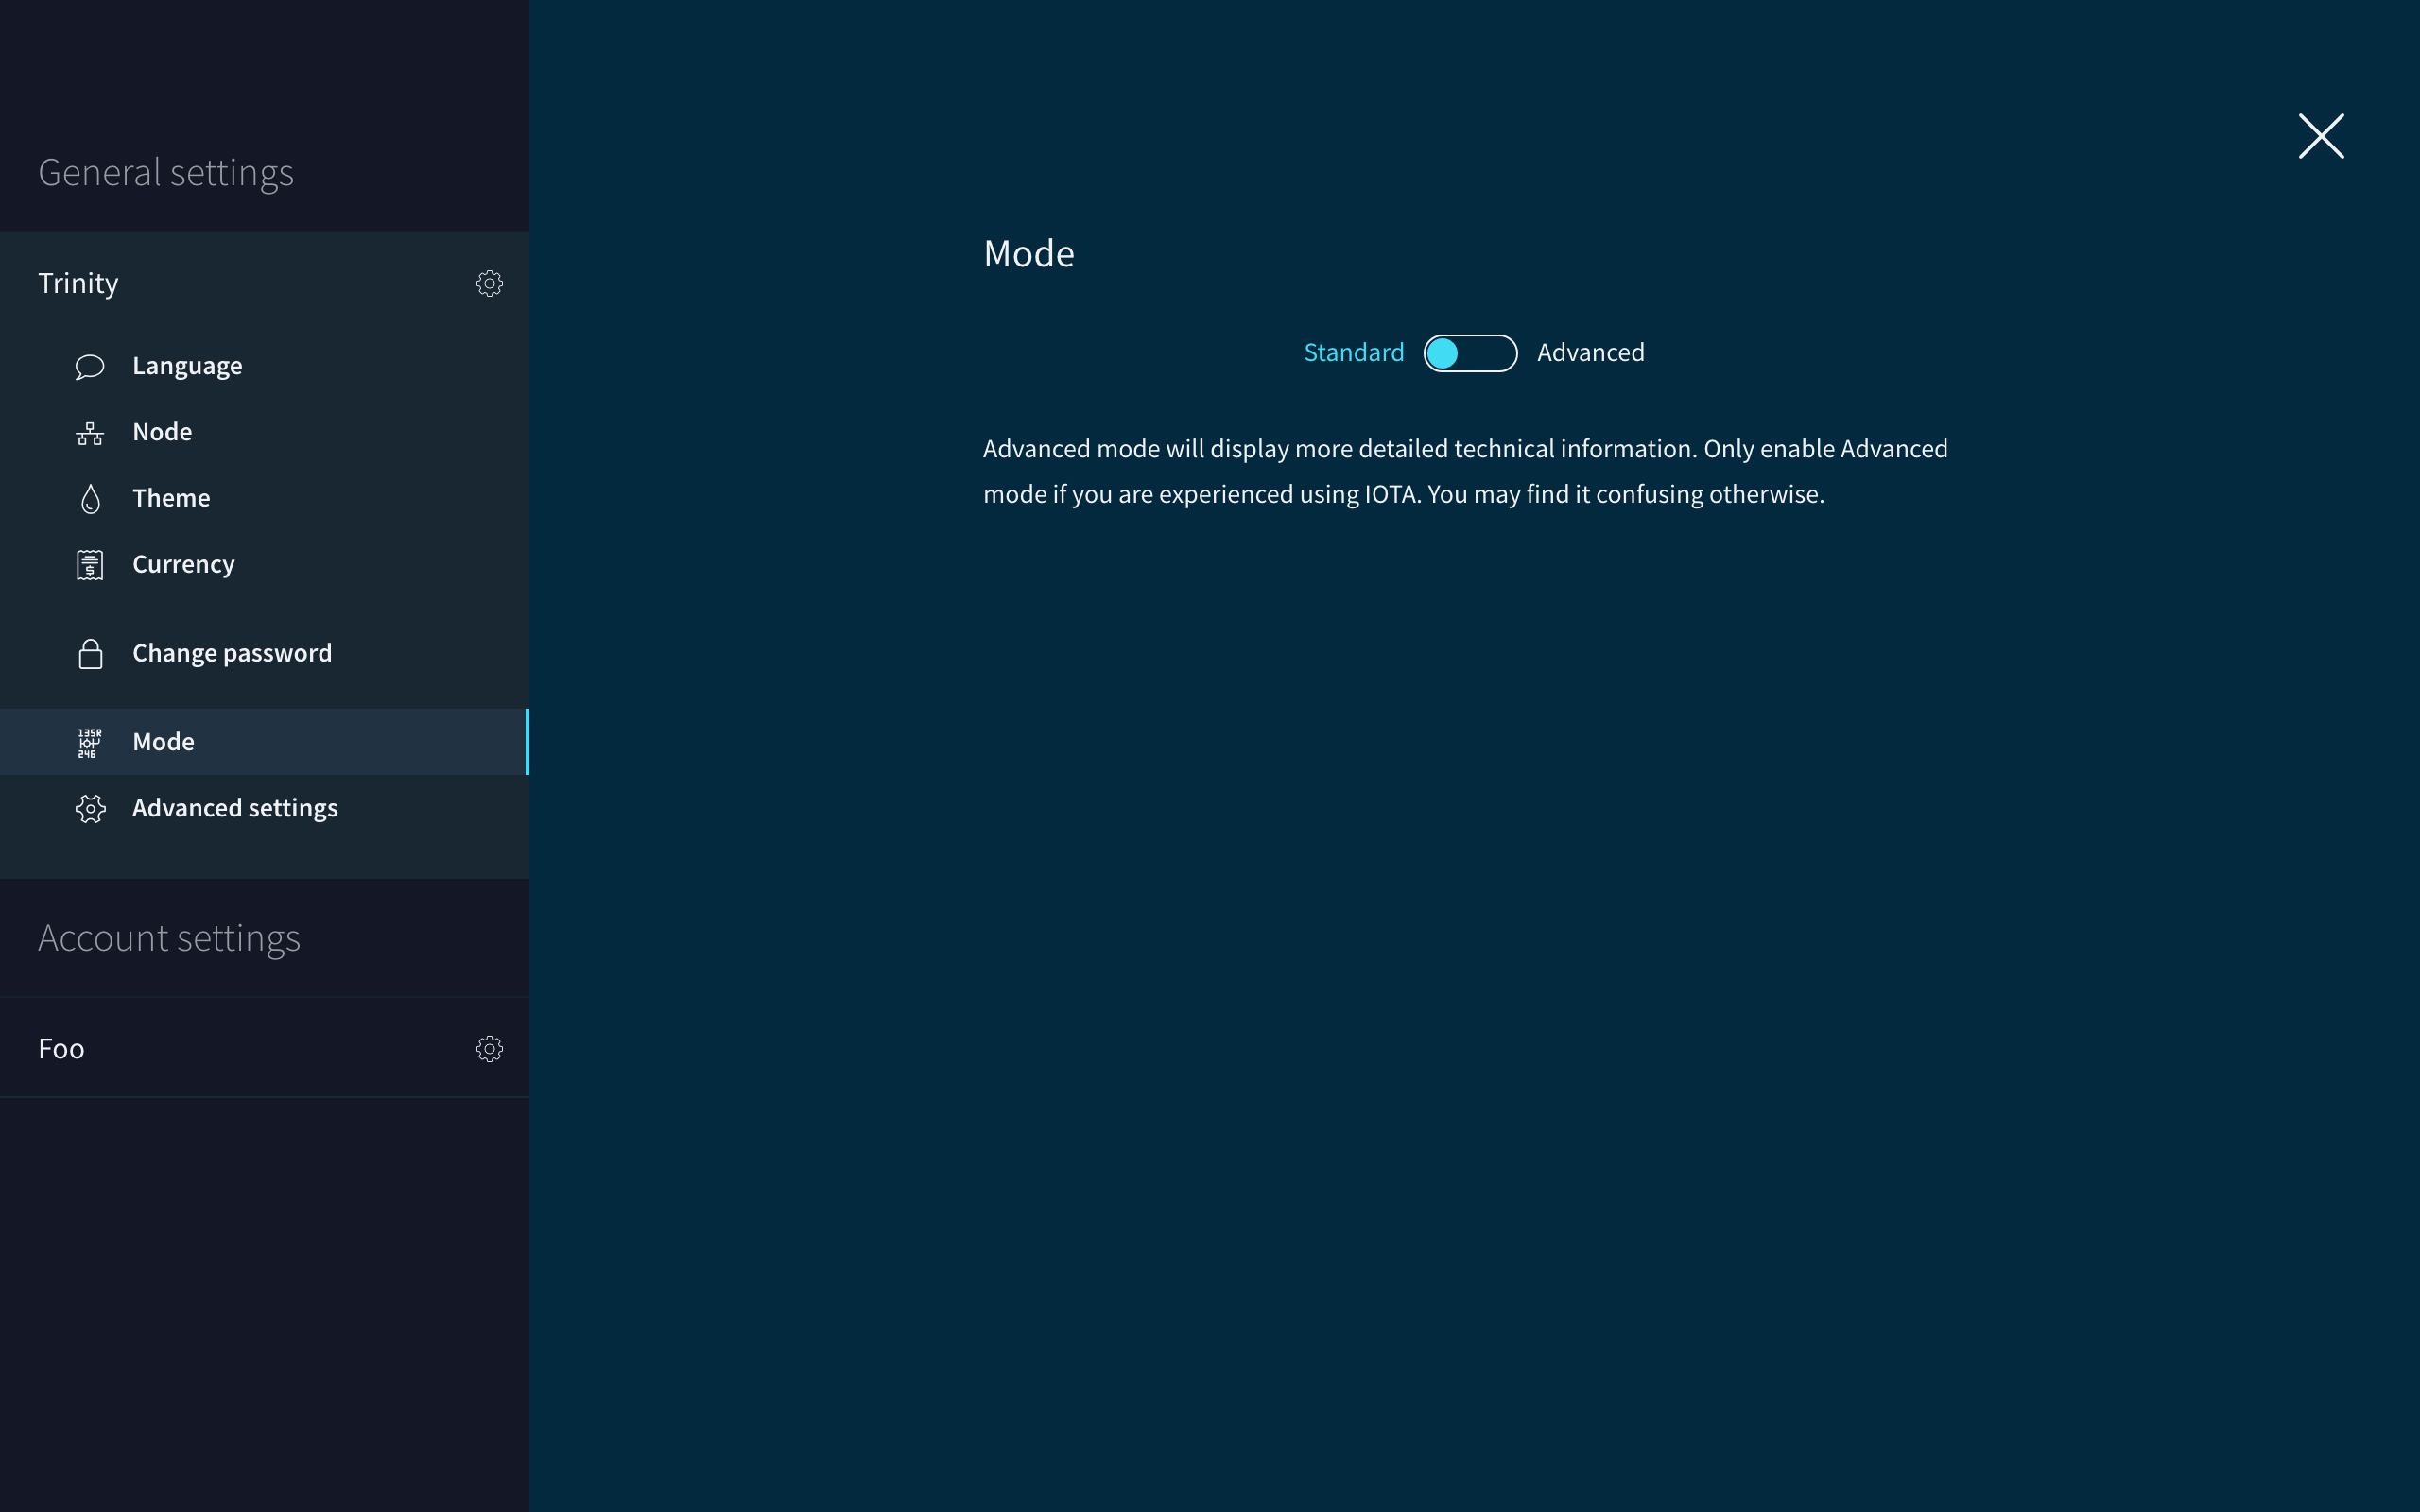 General settings
Trinity
Language
Node
Theme
Currency
Change password
Mode
Advanced settings
Account settings
Foo
Mode
Standard Advanced
Advanced mode will display more detailed technical information. Only enable Advanced
mode if you are experienced using IOTA. You may find it confusing otherwise.